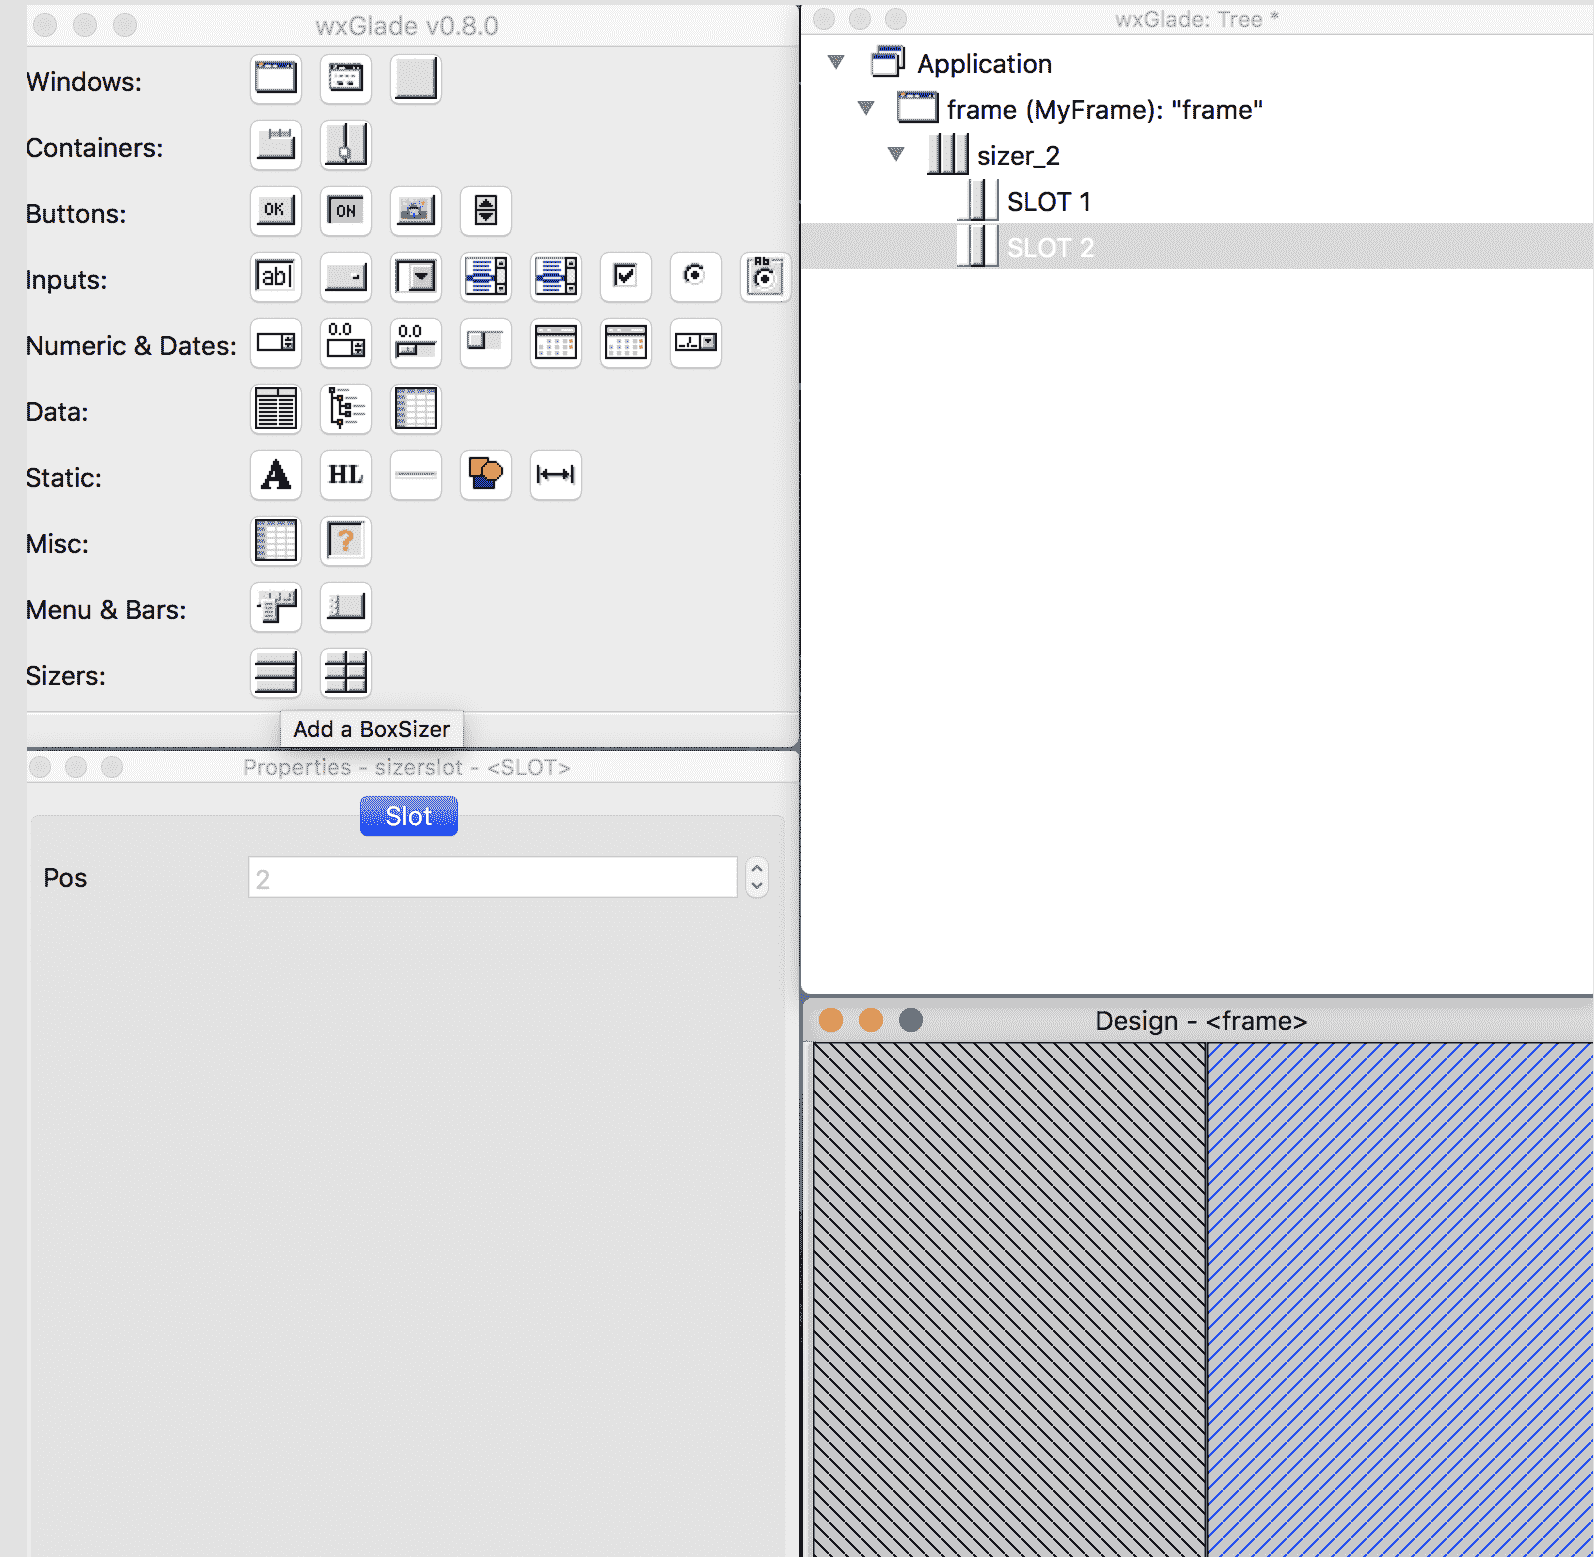 wxGlade v0.8.0
Windows:
Containers:
Buttons:
OK ON
Inputs:
ab| Ab
Numeric & Dates:
0.0 0.0
Data:
Static:
A HL
Misc:
?
Menu & Bars:
Sizers:
Add a BoxSizer
Properties - sizerslot - <SLOT>
Slot
Pos
2
wxGlade: Tree *
Application
frame (MyFrame): "frame"
sizer_2
SLOT 1
SLOT 2
Design - <frame>